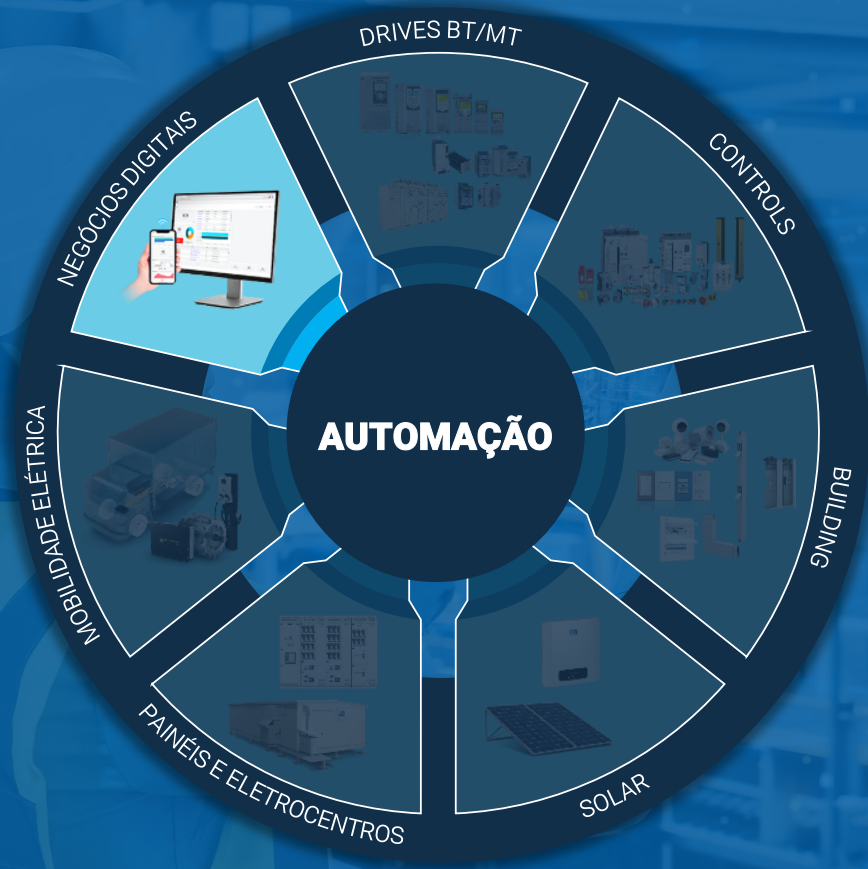 DRIVES BT/MT
CONTROLS
BUILDING
SOLAR
PAINÉIS E ELETROCENTROS
MOBILIDADE ELÉTRICA
NEGÓCIOS DIGITAIS
AUTOMAÇÃO